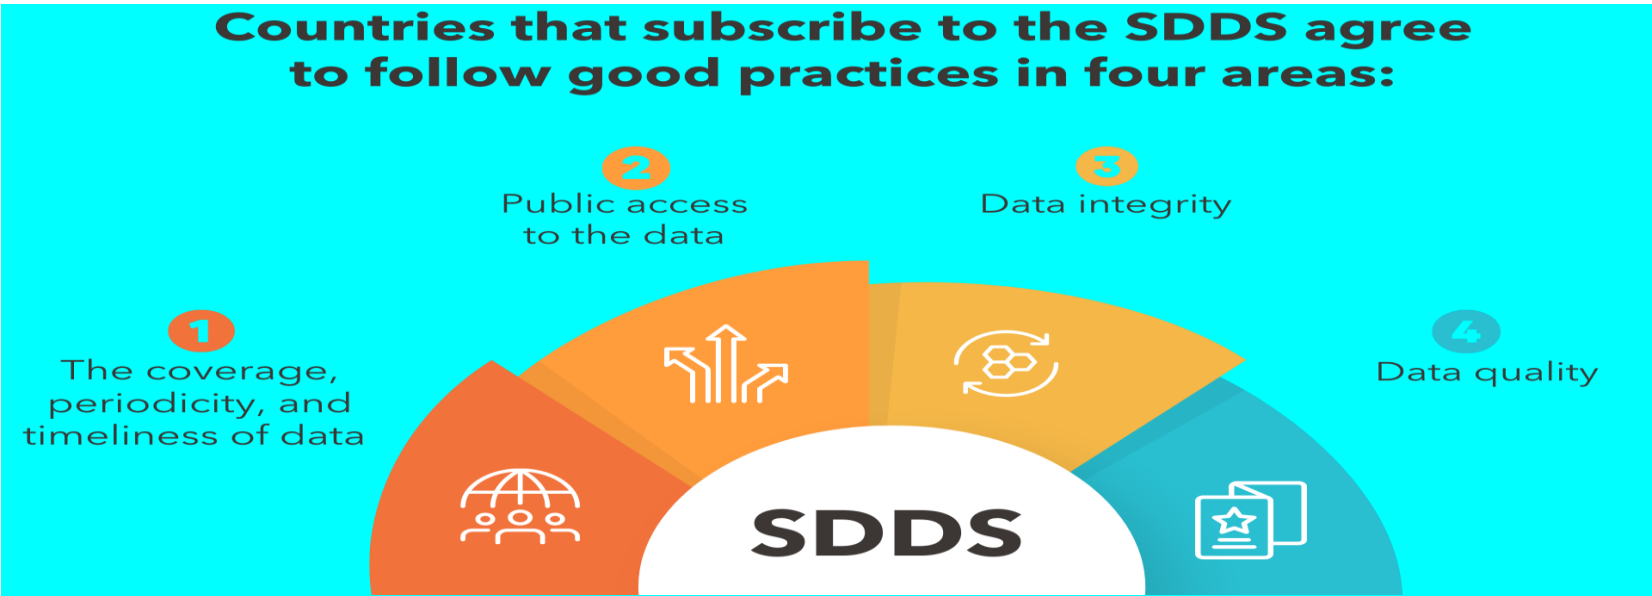 Countries that subscribe to the SDDS agree
to follow good practices in four areas:
1
The coverage,
periodicity, and
timeliness of data
2
Public access
to the data
3
Data integrity
4
Data quality
SDDS